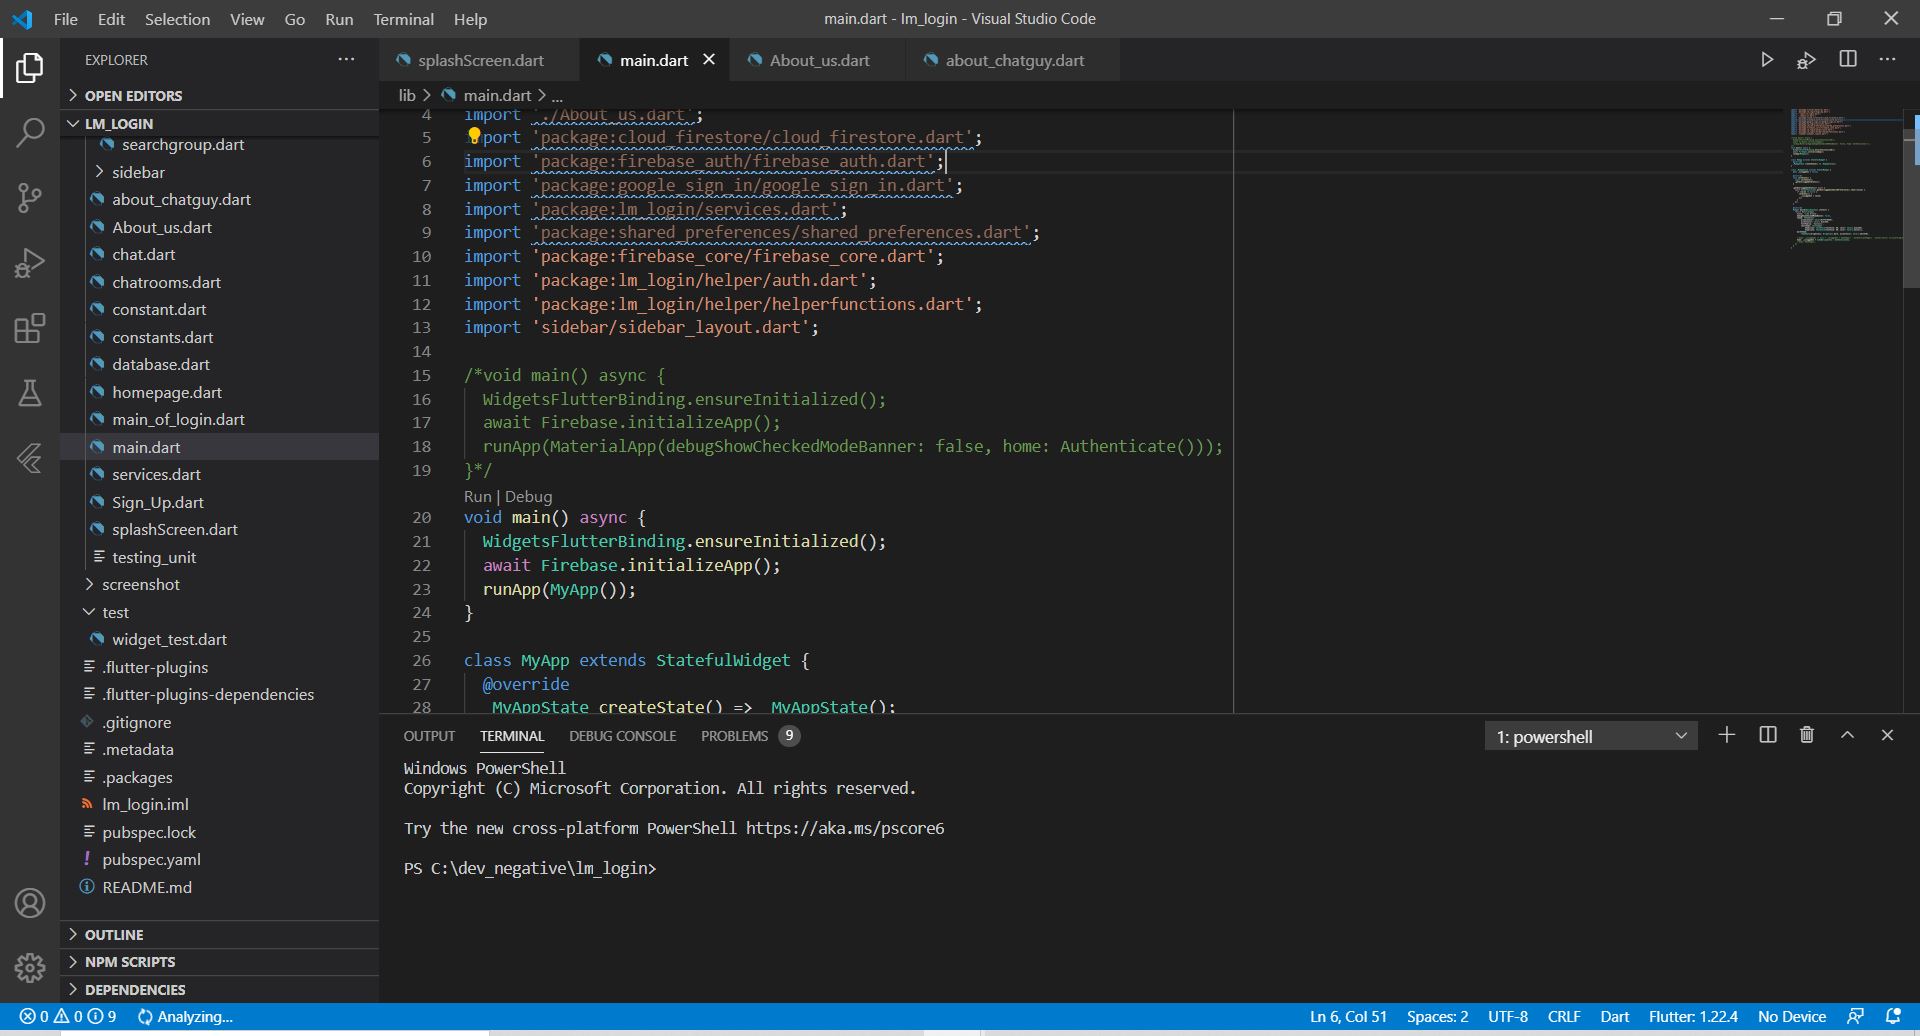 File Edit Selection View Go Run Terminal Help
main.dart - lm_login - Visual Studio Code
EXPLORER
OPEN EDITORS
LM_LOGIN
searchgroup.dart
sidebar
about_chatguy.dart
About_us.dart
chat.dart
chatrooms.dart
constant.dart
constants.dart
database.dart
homepage.dart
main_of_login.dart
main.dart
services.dart
Sign_Up.dart
splashScreen.dart
testing_unit
screenshot
test
widget_test.dart
.flutter-plugins
.flutter-plugins-dependencies
.gitignore
.metadata
.packages
lm_login.iml
pubspec.lock
pubspec.yaml
README.md
OUTLINE
NPM SCRIPTS
DEPENDENCIES
splashScreen.dart main.dart About_us.dart about_chatguy.dart
lib > main.dart > ...
4 import './About_us.dart';
5 import 'package:cloud_firestore/cloud_firestore.dart';
6 import 'package:firebase_auth/firebase_auth.dart';
7 import 'package:google_sign_in/google_sign_in.dart';
8 import 'package:lm_login/services.dart';
9 import 'package:shared_preferences/shared_preferences.dart';
10 import 'package:firebase_core/firebase_core.dart';
11 import 'package:lm_login/helper/auth.dart';
12 import 'package:lm_login/helper/helperfunctions.dart';
13 import 'sidebar/sidebar_layout.dart';
14
15 /*void main() async {
16 WidgetsFlutterBinding.ensureInitialized();
17 await Firebase.initializeApp();
18 runApp(MaterialApp(debugShowCheckedModeBanner: false, home: Authenticate()));
19 }*/
Run | Debug
20 void main() async {
21 WidgetsFlutterBinding.ensureInitialized();
22 await Firebase.initializeApp();
23 runApp(MyApp());
24 }
25
26 class MyApp extends StatefulWidget {
27 @override
28 _MyAppState createState() => _MyAppState();
OUTPUT TERMINAL DEBUG CONSOLE PROBLEMS 9
1: powershell
Windows PowerShell
Copyright (C) Microsoft Corporation. All rights reserved.
Try the new cross-platform PowerShell https://aka.ms/pscore6
PS C:\dev_negative\lm_login>
0 0 9 Analyzing...
Ln 6, Col 51 Spaces: 2 UTF-8 CRLF Dart Flutter: 1.22.4 No Device